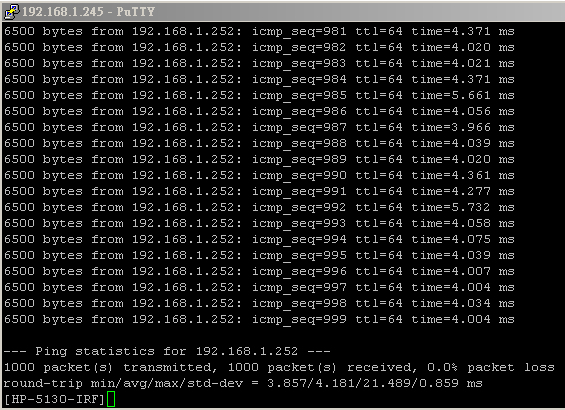 192.168.1.245 - PuTTY
6500 bytes from 192.168.1.252: icmp_seq=981 ttl=64 time=4.371 ms
6500 bytes from 192.168.1.252: icmp_seq=982 ttl=64 time=4.020 ms
6500 bytes from 192.168.1.252: icmp_seq=983 ttl=64 time=4.021 ms
6500 bytes from 192.168.1.252: icmp_seq=984 ttl=64 time=4.371 ms
6500 bytes from 192.168.1.252: icmp_seq=985 ttl=64 time=5.661 ms
6500 bytes from 192.168.1.252: icmp_seq=986 ttl=64 time=4.056 ms
6500 bytes from 192.168.1.252: icmp_seq=987 ttl=64 time=3.966 ms
6500 bytes from 192.168.1.252: icmp_seq=988 ttl=64 time=4.039 ms
6500 bytes from 192.168.1.252: icmp_seq=989 ttl=64 time=4.020 ms
6500 bytes from 192.168.1.252: icmp_seq=990 ttl=64 time=4.361 ms
6500 bytes from 192.168.1.252: icmp_seq=991 ttl=64 time=4.277 ms
6500 bytes from 192.168.1.252: icmp_seq=992 ttl=64 time=5.732 ms
6500 bytes from 192.168.1.252: icmp_seq=993 ttl=64 time=4.058 ms
6500 bytes from 192.168.1.252: icmp_seq=994 ttl=64 time=4.075 ms
6500 bytes from 192.168.1.252: icmp_seq=995 ttl=64 time=4.039 ms
6500 bytes from 192.168.1.252: icmp_seq=996 ttl=64 time=4.007 ms
6500 bytes from 192.168.1.252: icmp_seq=997 ttl=64 time=4.004 ms
6500 bytes from 192.168.1.252: icmp_seq=998 ttl=64 time=4.034 ms
6500 bytes from 192.168.1.252: icmp_seq=999 ttl=64 time=4.004 ms
--- Ping statistics for 192.168.1.252 ---
1000 packet(s) transmitted, 1000 packet(s) received, 0.0% packet loss
round-trip min/avg/max/std-dev = 3.857/4.181/21.489/0.859 ms
[HP-5130-IRF]